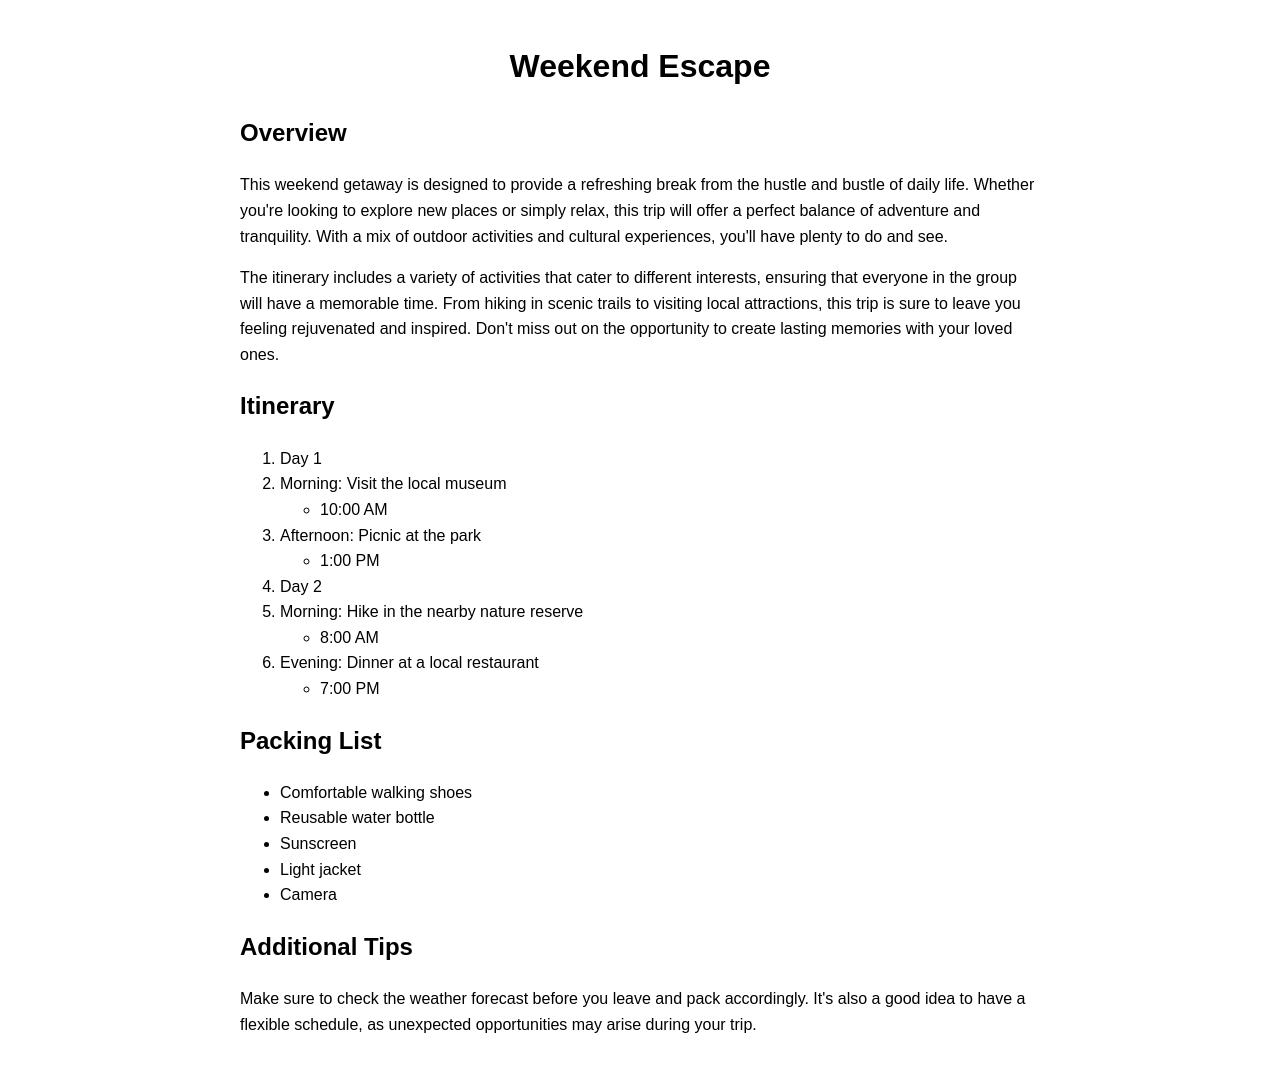 Weekend Escape
Overview
This weekend getaway is designed to provide a refreshing break from the hustle and bustle of daily life. Whether
you're looking to explore new places or simply relax, this trip will offer a perfect balance of adventure and
tranquility. With a mix of outdoor activities and cultural experiences, you'll have plenty to do and see.
The itinerary includes a variety of activities that cater to different interests, ensuring that everyone in the group
will have a memorable time. From hiking in scenic trails to visiting local attractions, this trip is sure to leave you
feeling rejuvenated and inspired. Don't miss out on the opportunity to create lasting memories with your loved
ones.
Itinerary
1. Day 1
2. Morning: Visit the local museum
◦ 10:00 AM
3. Afternoon: Picnic at the park
◦ 1:00 PM
4. Day 2
5. Morning: Hike in the nearby nature reserve
◦ 8:00 AM
6. Evening: Dinner at a local restaurant
◦ 7:00 PM
Packing List
• Comfortable walking shoes
• Reusable water bottle
• Sunscreen
• Light jacket
• Camera
Additional Tips
Make sure to check the weather forecast before you leave and pack accordingly. It's also a good idea to have a
flexible schedule, as unexpected opportunities may arise during your trip.